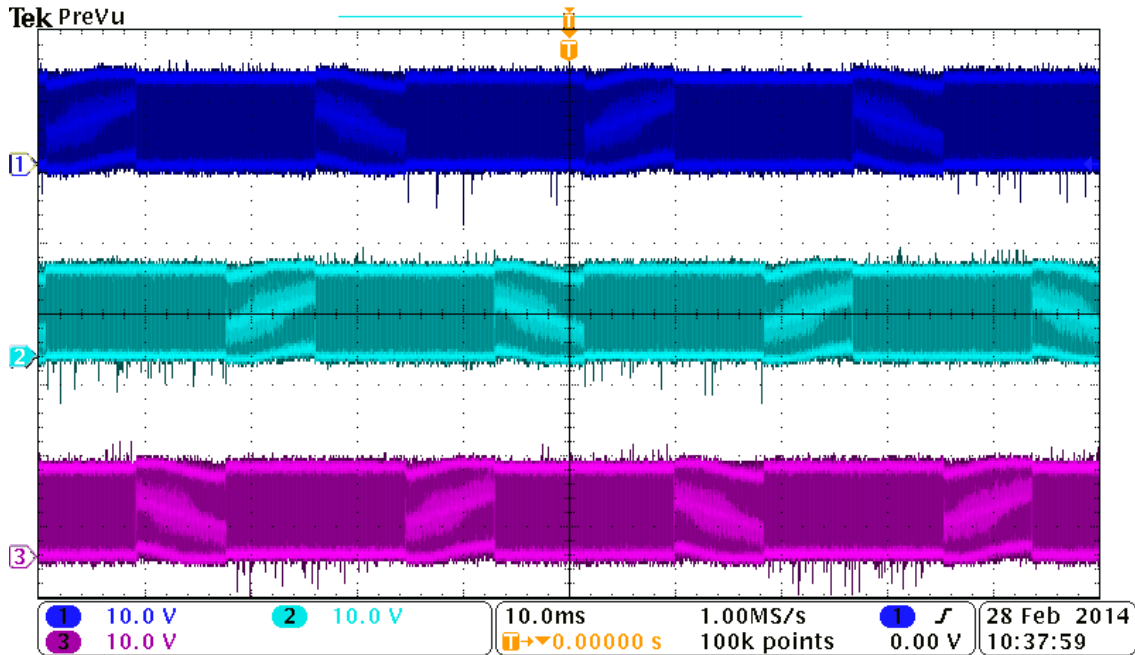 Tek PreVu
T
T
1
2
3
1 10.0 V 2 10.0 V
3 10.0 V
10.0ms 1.00MS/s 1 0.00 V
T→▼0.00000 s 100k points
28 Feb 2014
10:37:59